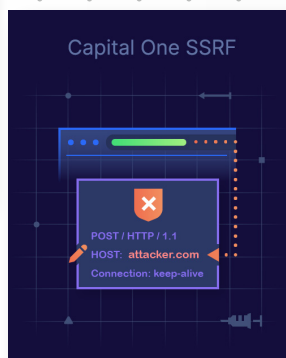 Capital One SSRF
POST / HTTP / 1.1
HOST: attacker.com
Connection: keep-alive